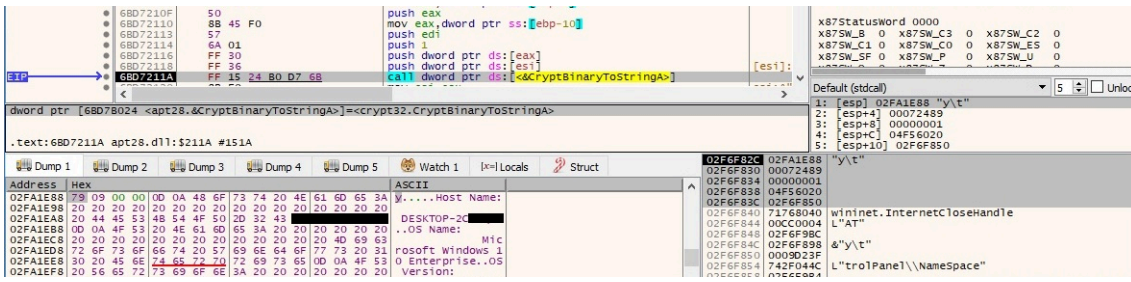 6BD7210F 50 push eax
6BD72110 8B 45 F0 mov eax,dword ptr ss:[ebp-10]
6BD72113 57 push edi
6BD72114 6A 01 push 1
6BD72116 FF 30 push dword ptr ds:[eax]
6BD72118 FF 36 push dword ptr ds:[esi] [esi]:
EIP 6BD7211A FF 15 24 B0 D7 6B call dword ptr ds:[<&CryptBinaryToStringA>]
x87StatusWord 0000
x87SW_B 0 x87SW_C3 0 x87SW_C2 0
x87SW_C1 0 x87SW_C0 0 x87SW_ES 0
x87SW_SF 0 x87SW_P 0 x87SW_U 0
Default (stdcall) 5 Unloc
1: [esp] 02FA1E88 "y\t"
2: [esp+4] 00072489
3: [esp+8] 00000001
4: [esp+C] 04F56020
5: [esp+10] 02F6F850
dword ptr [6BD7B024 <apt28.&CryptBinaryToStringA>]=<crypt32.CryptBinaryToStringA>
.text:6BD7211A apt28.dll:$211A #151A
Dump 1 Dump 2 Dump 3 Dump 4 Dump 5 Watch 1 [x=] Locals Struct
Address Hex ASCII
02FA1E88 79 09 00 00 0D 0A 48 6F 73 74 20 4E 61 6D 65 3A y.....Host Name:
02FA1E98 20 20 20 20 20 20 20 20 20 20 20 20 20 20 20 20
02FA1EA8 20 44 45 53 4B 54 4F 50 2D 32 43 DESKTOP-2C
02FA1EB8 0D 0A 4F 53 20 4E 61 6D 65 3A 20 20 20 20 20 20 ..OS Name:
02FA1EC8 20 20 20 20 20 20 20 20 20 20 20 20 20 4D 69 63 Mic
02FA1ED8 72 6F 73 6F 66 74 20 57 69 6E 64 6F 77 73 20 31 rosoft Windows 1
02FA1EE8 30 20 45 6E 74 65 72 70 72 69 73 65 0D 0A 4F 53 0 Enterprise..OS
02FA1EF8 20 56 65 72 73 69 6F 6E 3A 20 20 20 20 20 20 20 Version:
02F6F82C 02FA1E88 "y\t"
02F6F830 00072489
02F6F834 00000001
02F6F838 04F56020
02F6F83C 02F6F850
02F6F840 71768040 wininet.InternetCloseHandle
02F6F844 00CC0004 L"AT"
02F6F848 02F6F9BC
02F6F84C 02F6F898 &"y\t"
02F6F850 0009D23F
02F6F854 742F044C L"trolPanel\\NameSpace"